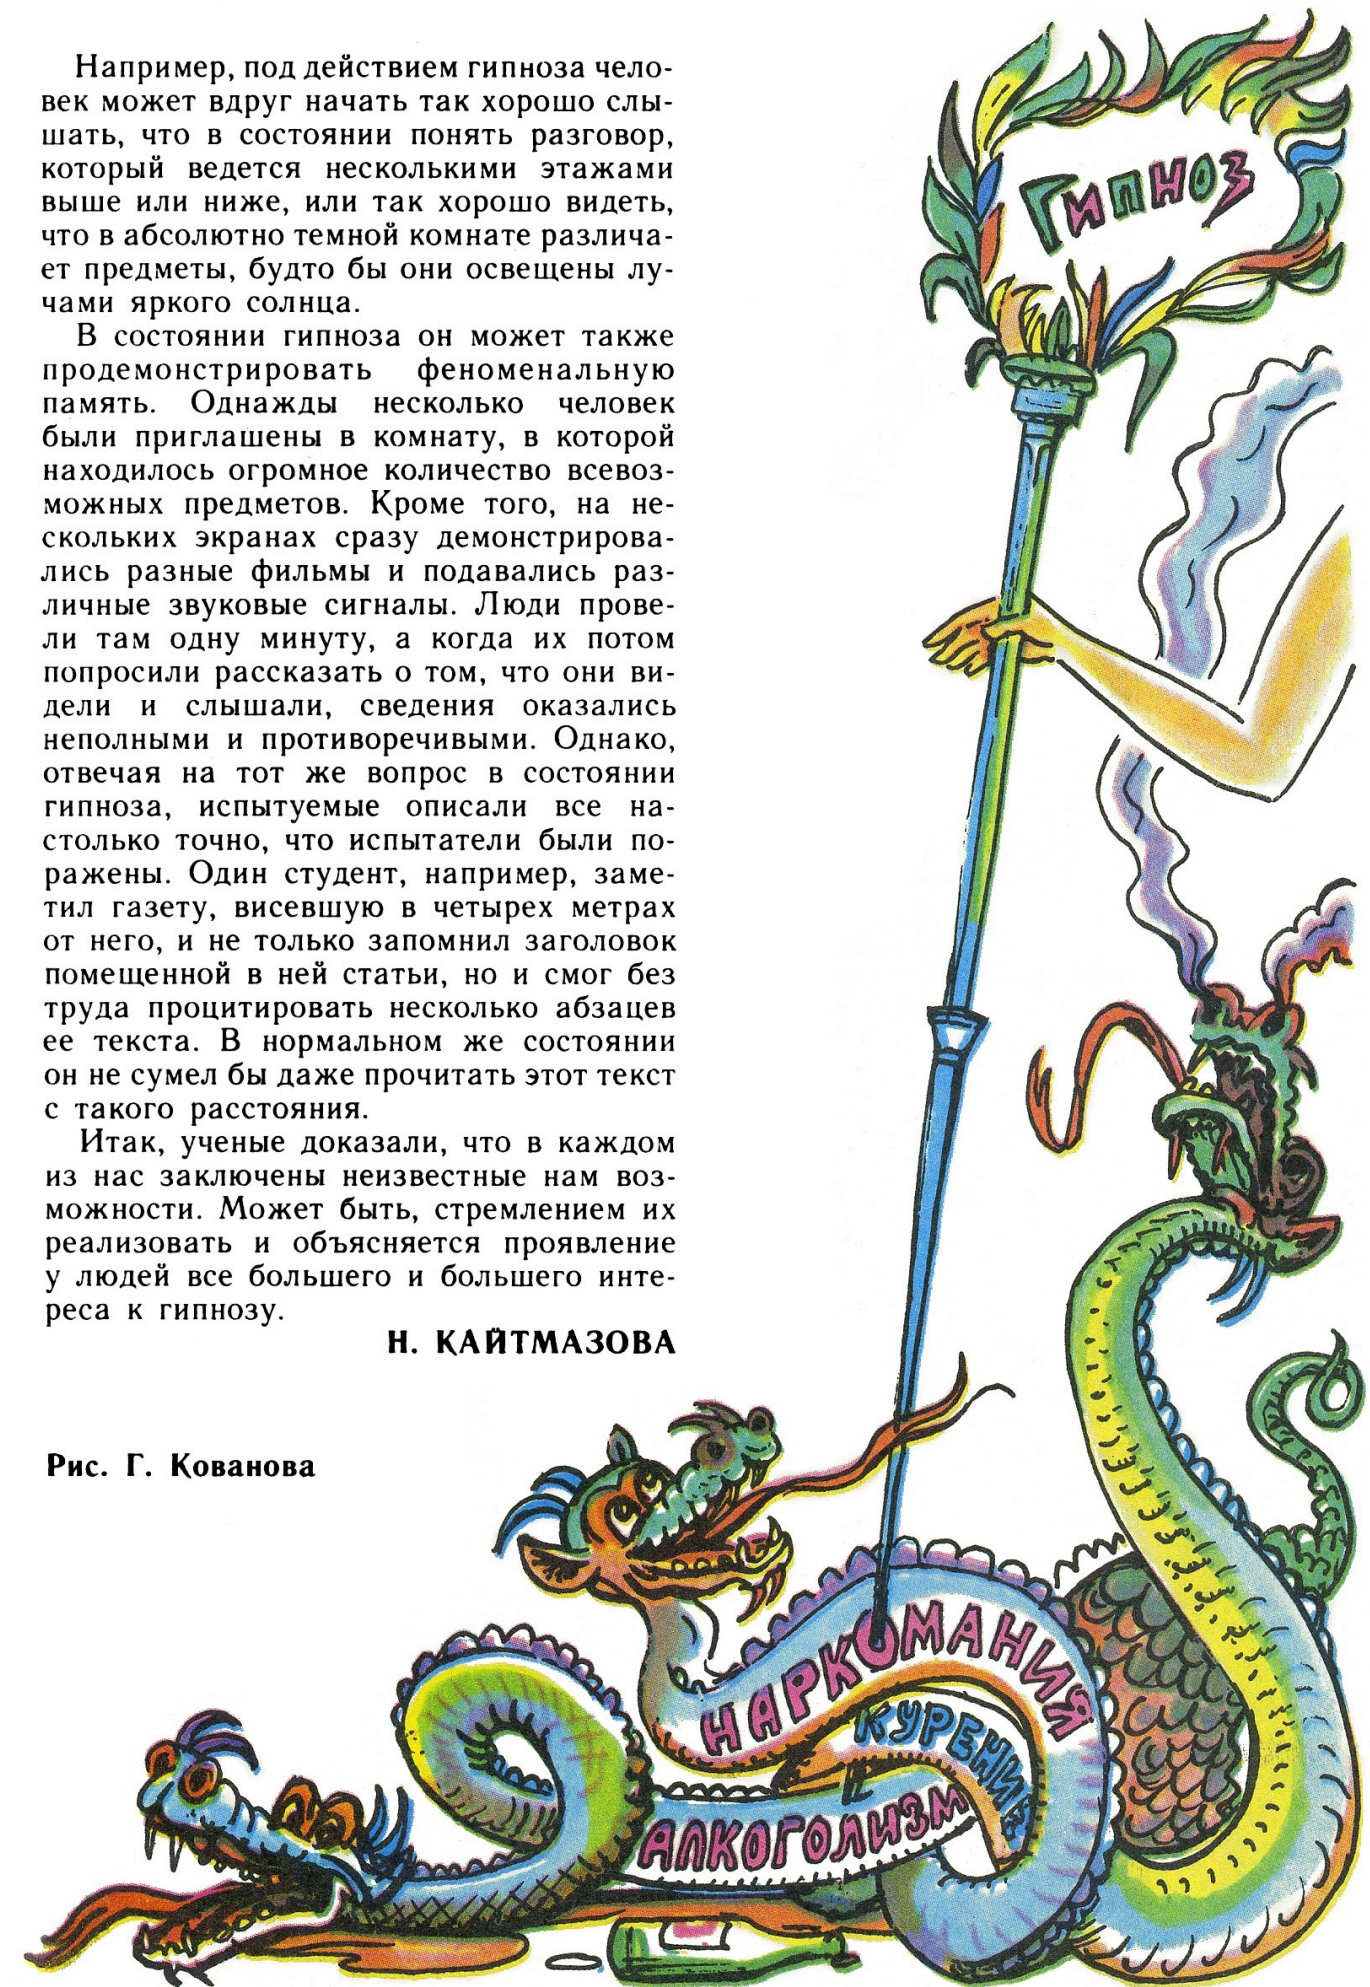 Например, под действием гипноза чело-
век может вдруг начать так хорошо слы-
шать, что в состоянии понять разговор,
который ведется несколькими этажами
выше или ниже, или так хорошо видеть,
что в абсолютно темной комнате различа-
ет предметы, будто бы они освещены лу-
чами яркого солнца.
В состоянии гипноза он может также
продемонстрировать феноменальную
память. Однажды несколько человек
были приглашены в комнату, в которой
находилось огромное количество всевоз-
можных предметов. Кроме того, на не-
скольких экранах сразу демонстрирова-
лись разные фильмы и подавались раз-
личные звуковые сигналы. Люди прове-
ли там одну минуту, а когда их потом
попросили рассказать о том, что они ви-
дели и слышали, сведения оказались
неполными и противоречивыми. Однако,
отвечая на тот же вопрос в состоянии
гипноза, испытуемые описали все на-
столько точно, что испытатели были по-
ражены. Один студент, например, заме-
тил газету, висевшую в четырех метрах
от него, и не только запомнил заголовок
помещенной в ней статьи, но и смог без
труда процитировать несколько абзацев
ее текста. В нормальном же состоянии
он не сумел бы даже прочитать этот текст
с такого расстояния.
Итак, ученые доказали, что в каждом
из нас заключены неизвестные нам воз-
можности. Может быть, стремлением их
реализовать и объясняется проявление
у людей все большего и большего инте-
реса к гипнозу.
Н. КАЙТМАЗОВА
Рис. Г. Кованова
ГИПНОЗ
НАРКОМАНИЯ
КУРЕНИЕ
И
АЛКОГОЛИЗМ